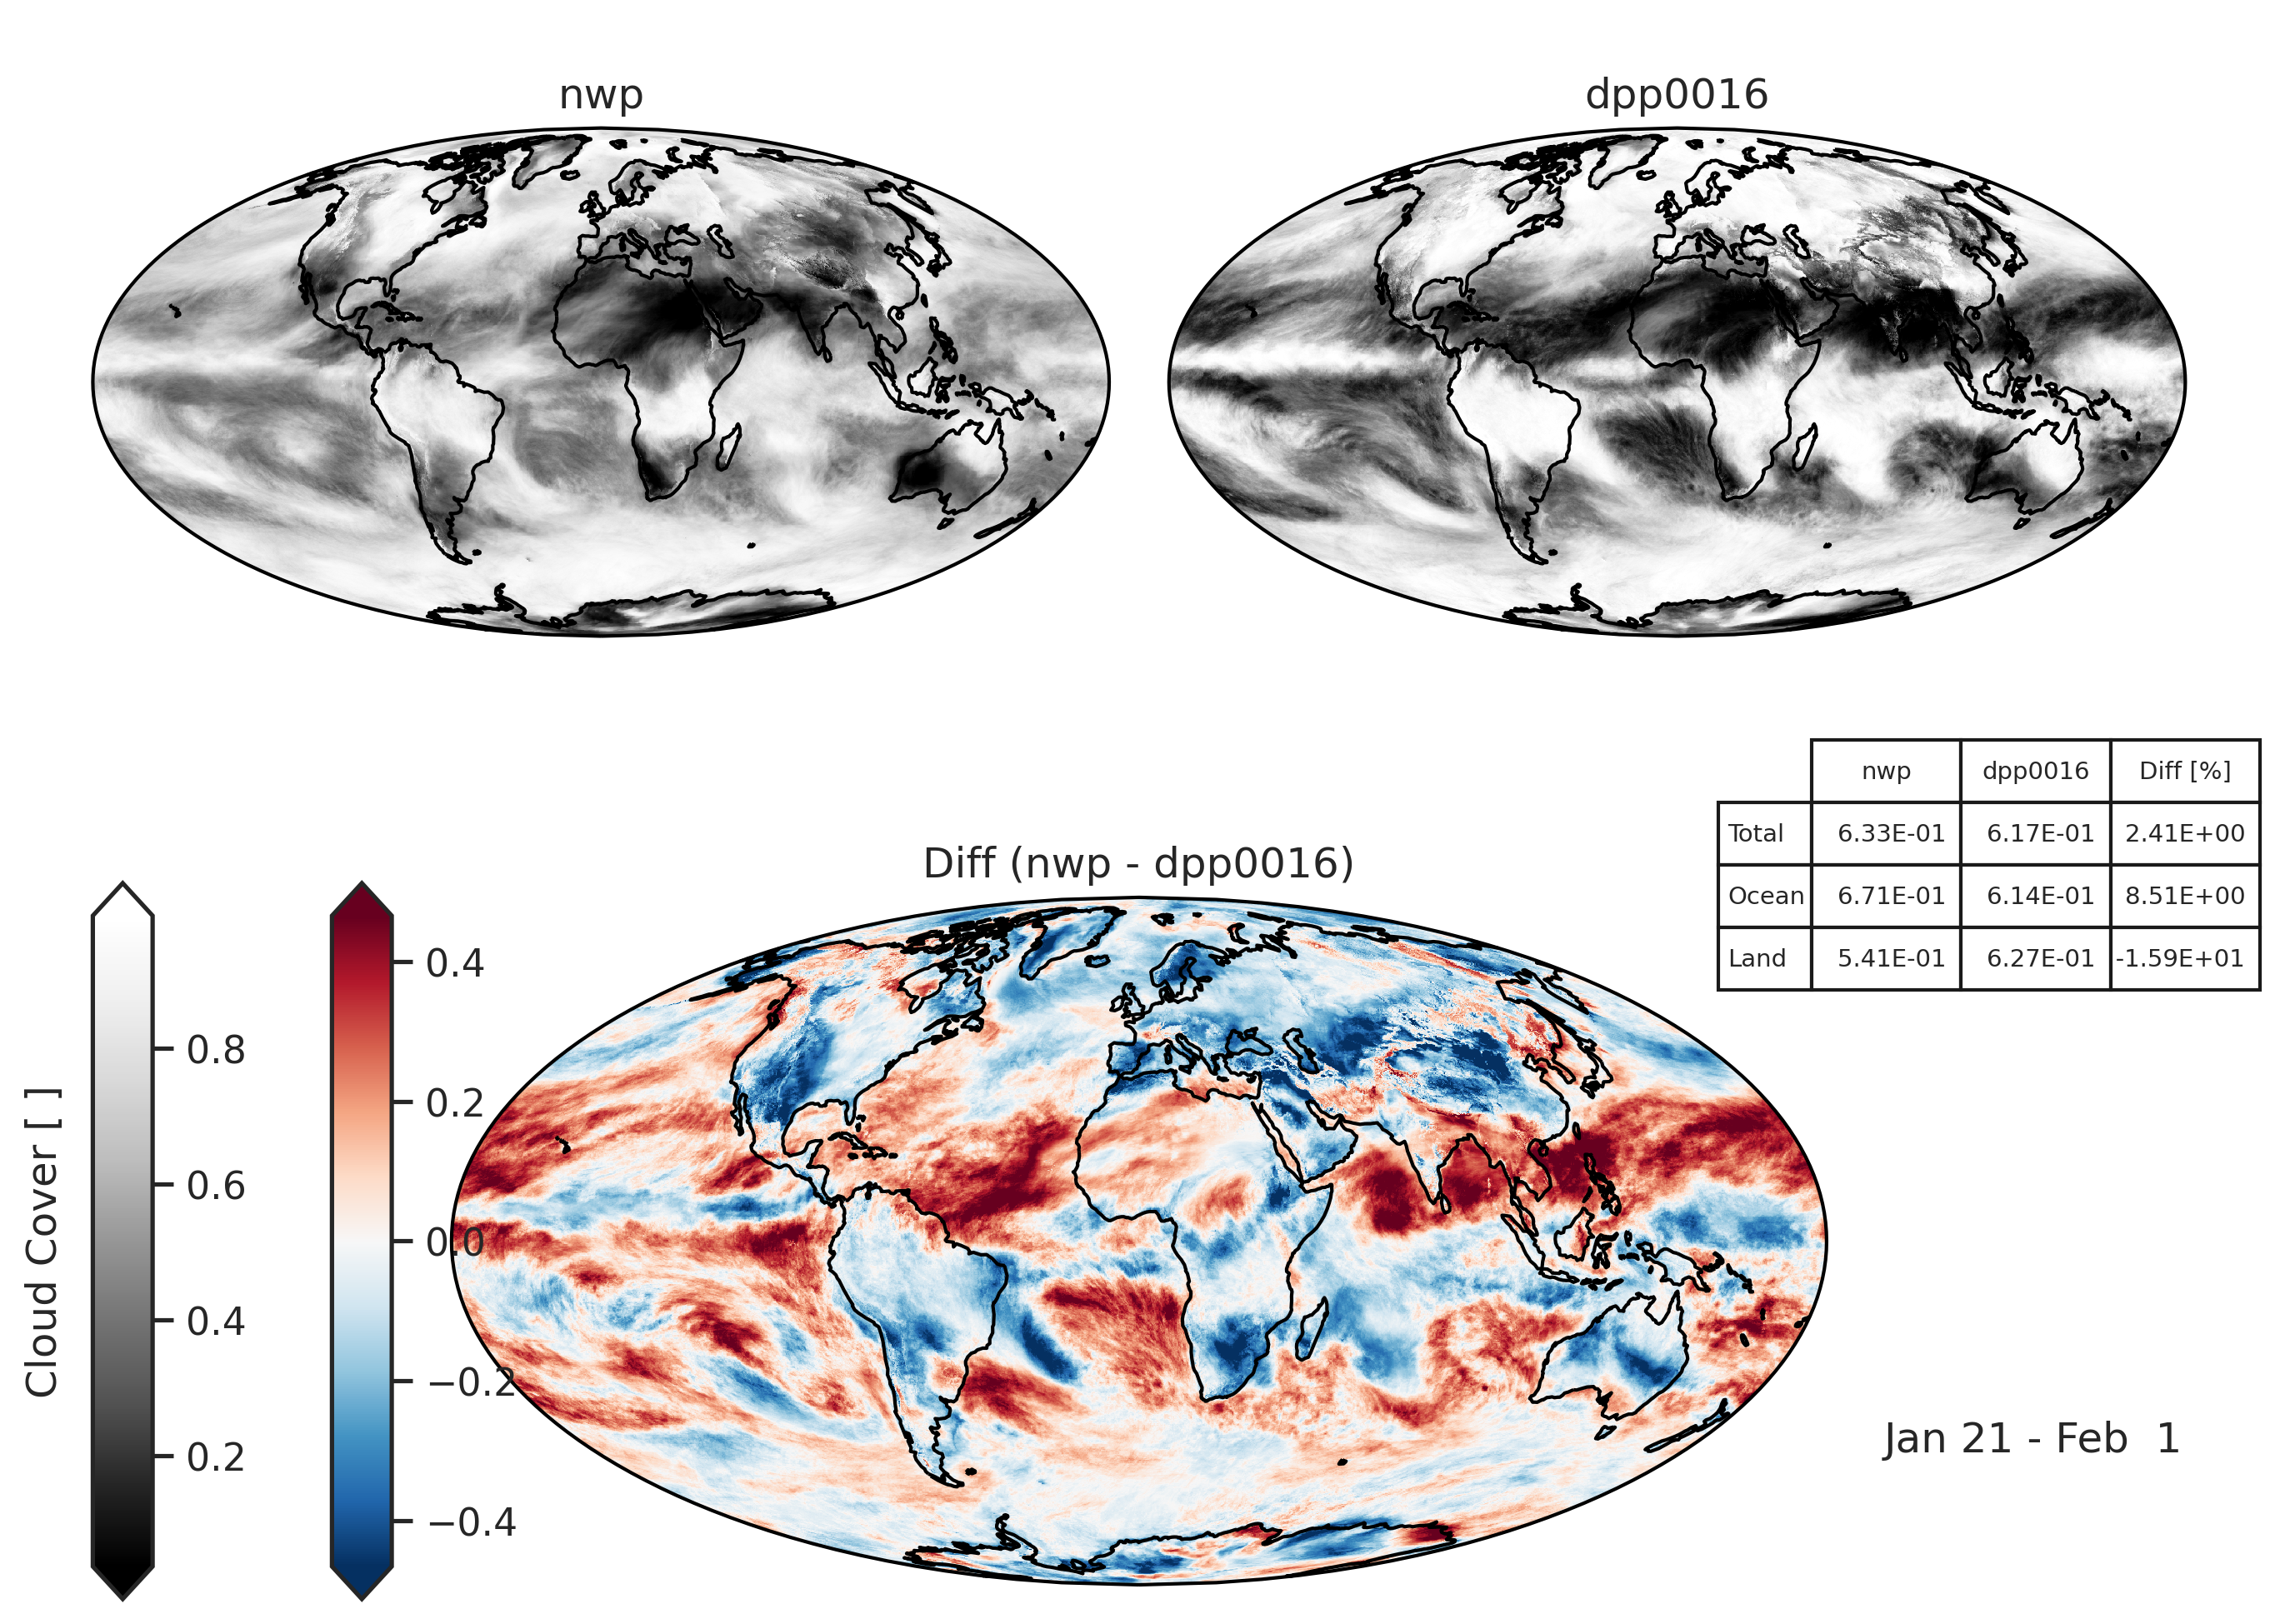 nwp
dpp0016
nwp dpp0016 Diff [%]
Total 6.33E-01 6.17E-01 2.41E+00
Ocean 6.71E-01 6.14E-01 8.51E+00
Land 5.41E-01 6.27E-01 -1.59E+01
Diff (nwp - dpp0016)
Cloud Cover [ ]
0.8
0.6
0.4
0.2
0.4
0.2
0.0
−0.2
−0.4
Jan 21 - Feb 1